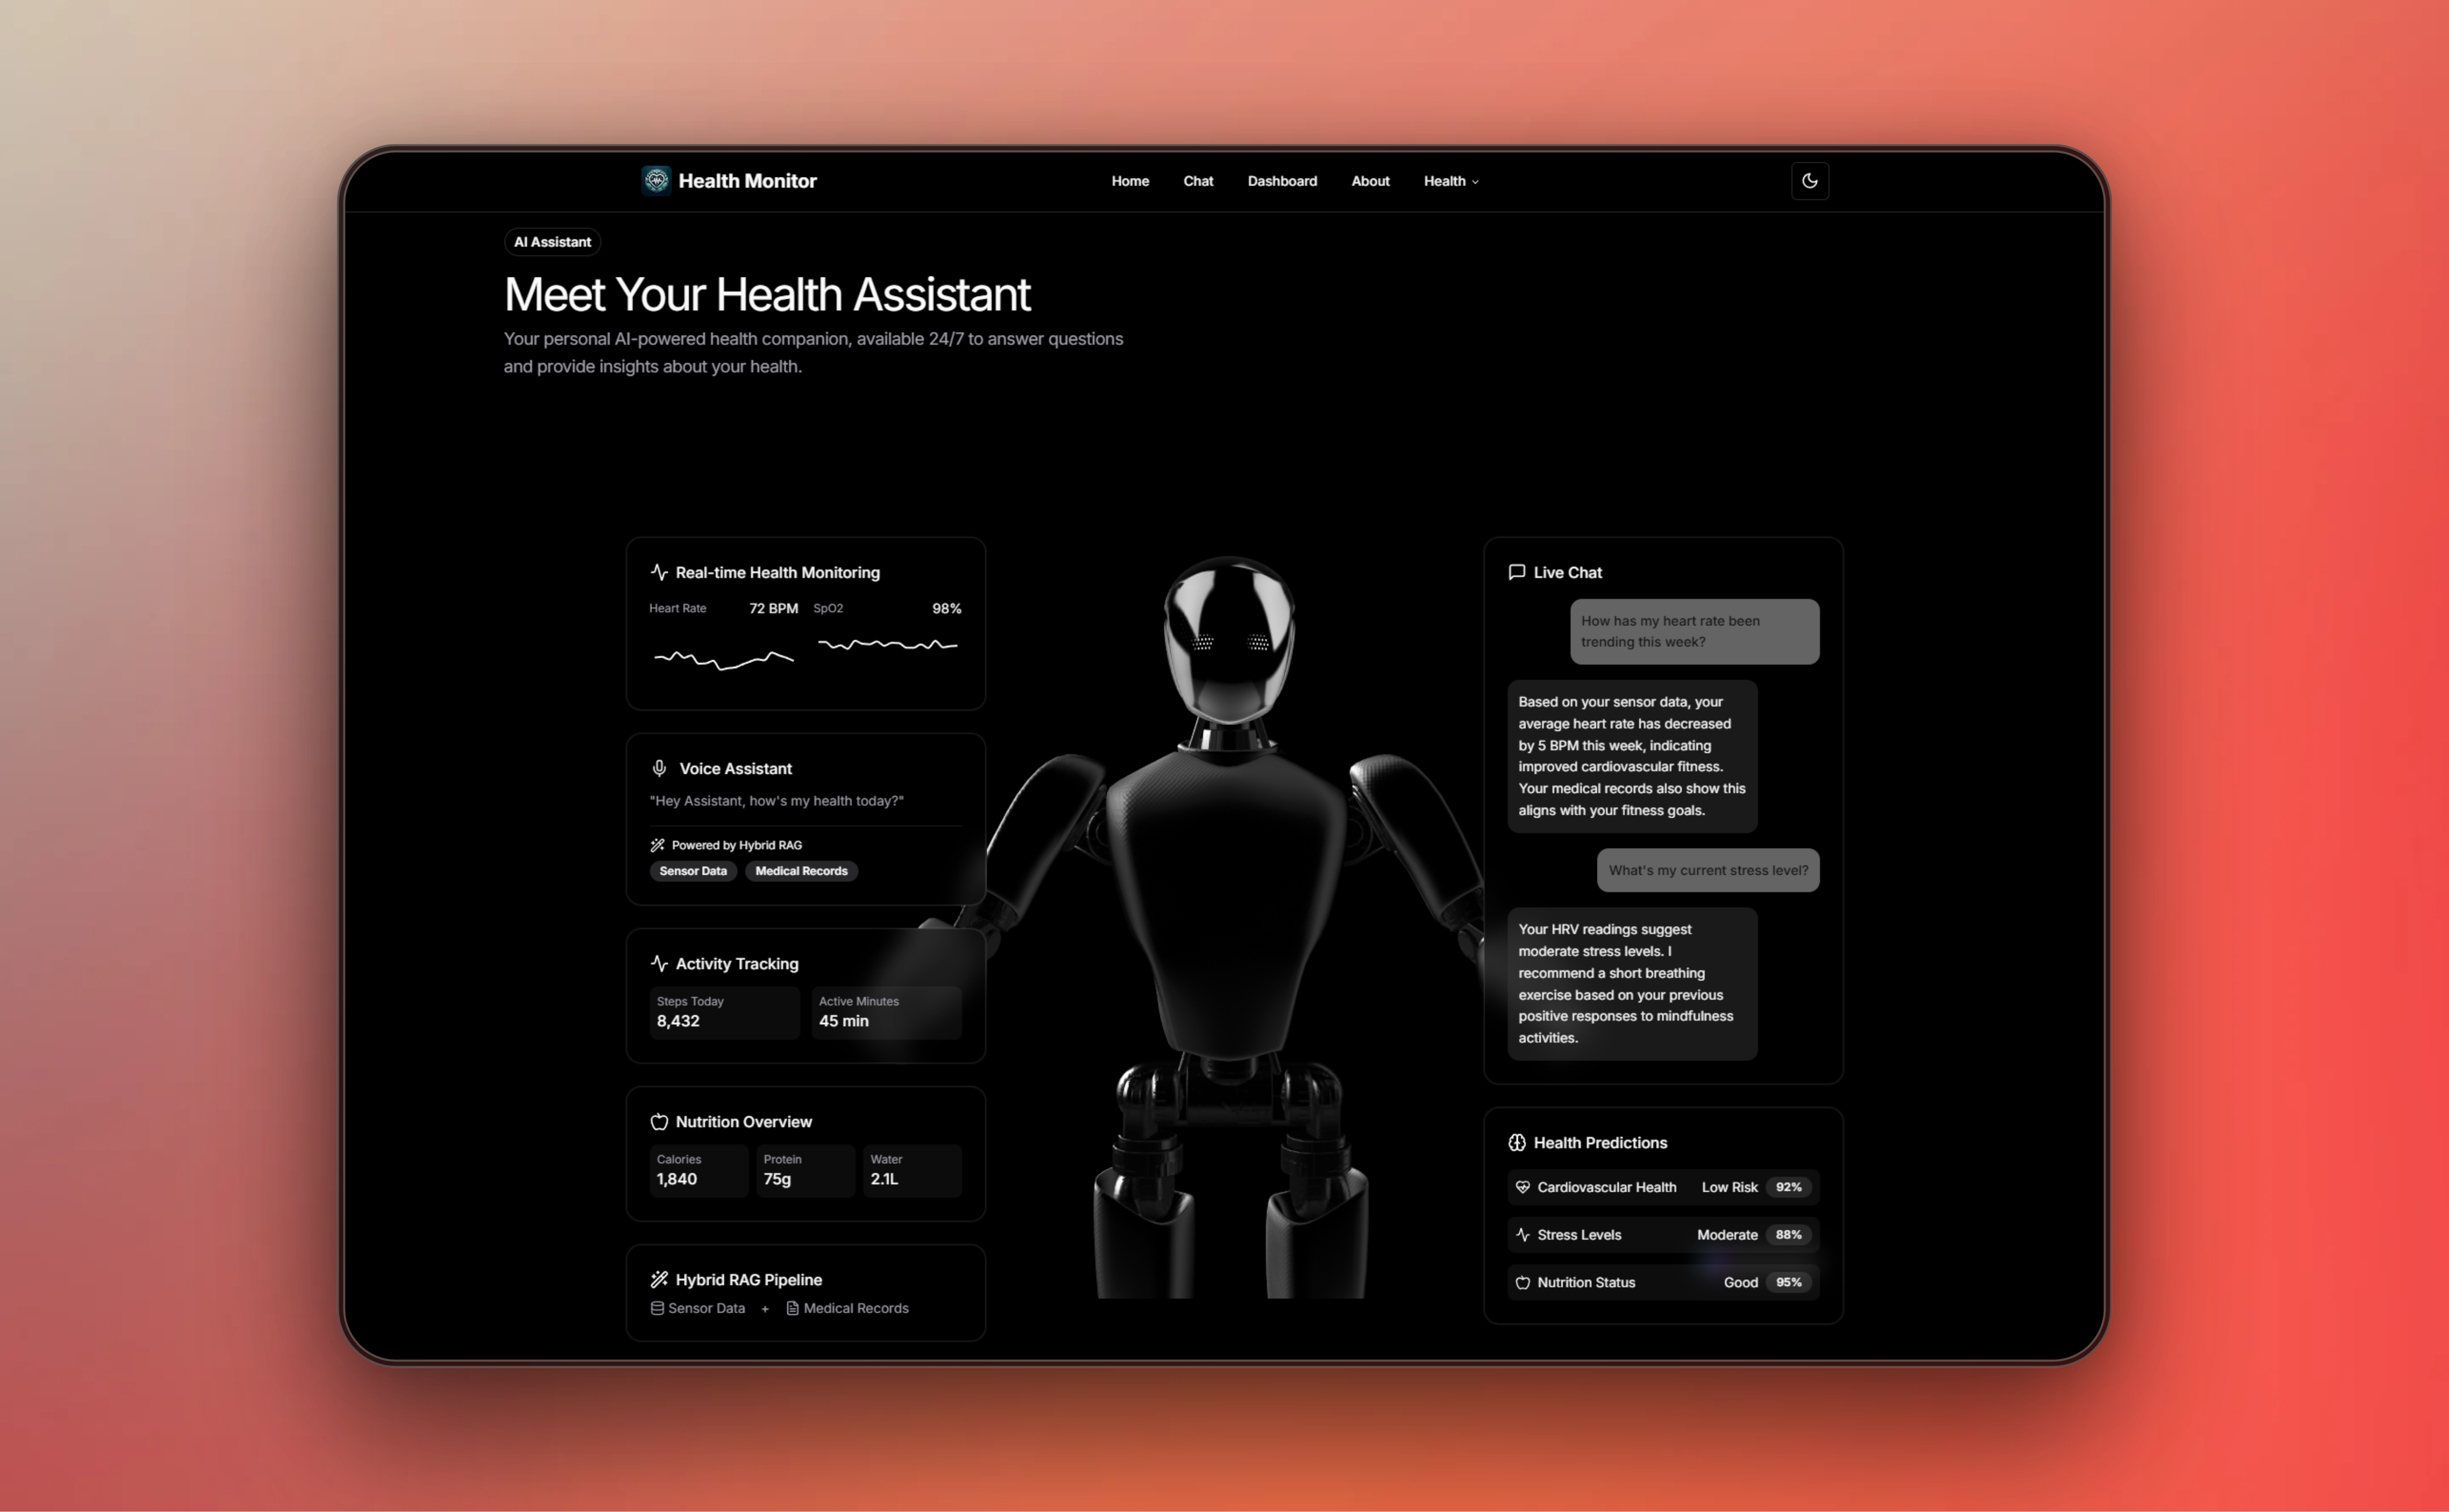 Health Monitor
Home
Chat
Dashboard
About
Health
AI Assistant
Meet Your Health Assistant
Your personal AI-powered health companion, available 24/7 to answer questions
and provide insights about your health.
Real-time Health Monitoring
Heart Rate 72 BPM SpO2 98%
Voice Assistant
"Hey Assistant, how's my health today?"
Powered by Hybrid RAG
Sensor Data Medical Records
Activity Tracking
Steps Today
8,432
Active Minutes
45 min
Nutrition Overview
Calories
1,840
Protein
75g
Water
2.1L
Hybrid RAG Pipeline
Sensor Data + Medical Records
Live Chat
How has my heart rate been
trending this week?
Based on your sensor data, your
average heart rate has decreased
by 5 BPM this week, indicating
improved cardiovascular fitness.
Your medical records also show this
aligns with your fitness goals.
What's my current stress level?
Your HRV readings suggest
moderate stress levels. I
recommend a short breathing
exercise based on your previous
positive responses to mindfulness
activities.
Health Predictions
Cardiovascular Health Low Risk 92%
Stress Levels Moderate 88%
Nutrition Status Good 95%